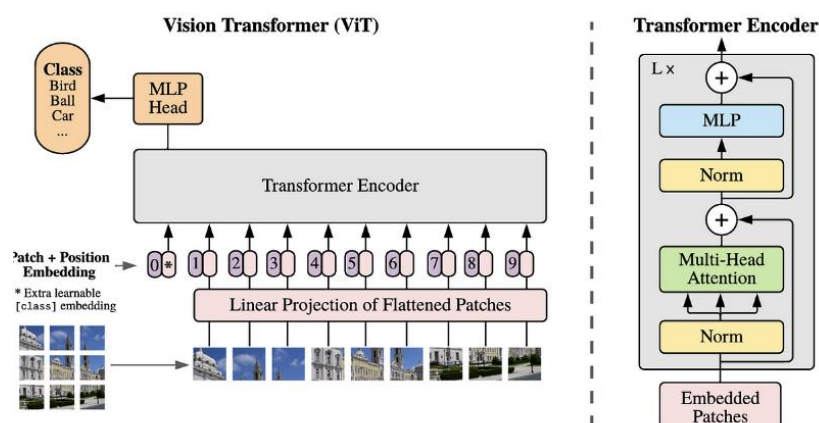 Vision Transformer (ViT)
Class
Bird
Ball
Car
...
MLP
Head
Transformer Encoder
Patch + Position
Embedding
0 * 1 2 3 4 5 6 7 8 9
* Extra learnable
[class] embedding
Linear Projection of Flattened Patches
Transformer Encoder
L x
+
MLP
Norm
+
Multi-Head
Attention
Norm
Embedded
Patches